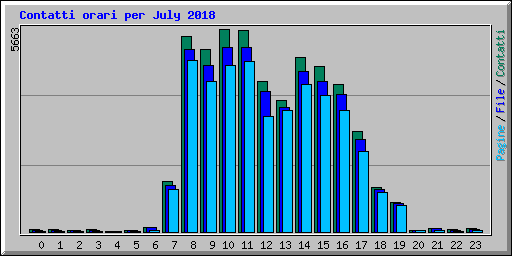 Contatti orari per July 2018
5663
Pagine / File / Contatti
0 1 2 3 4 5 6 7 8 9 10 11 12 13 14 15 16 17 18 19 20 21 22 23